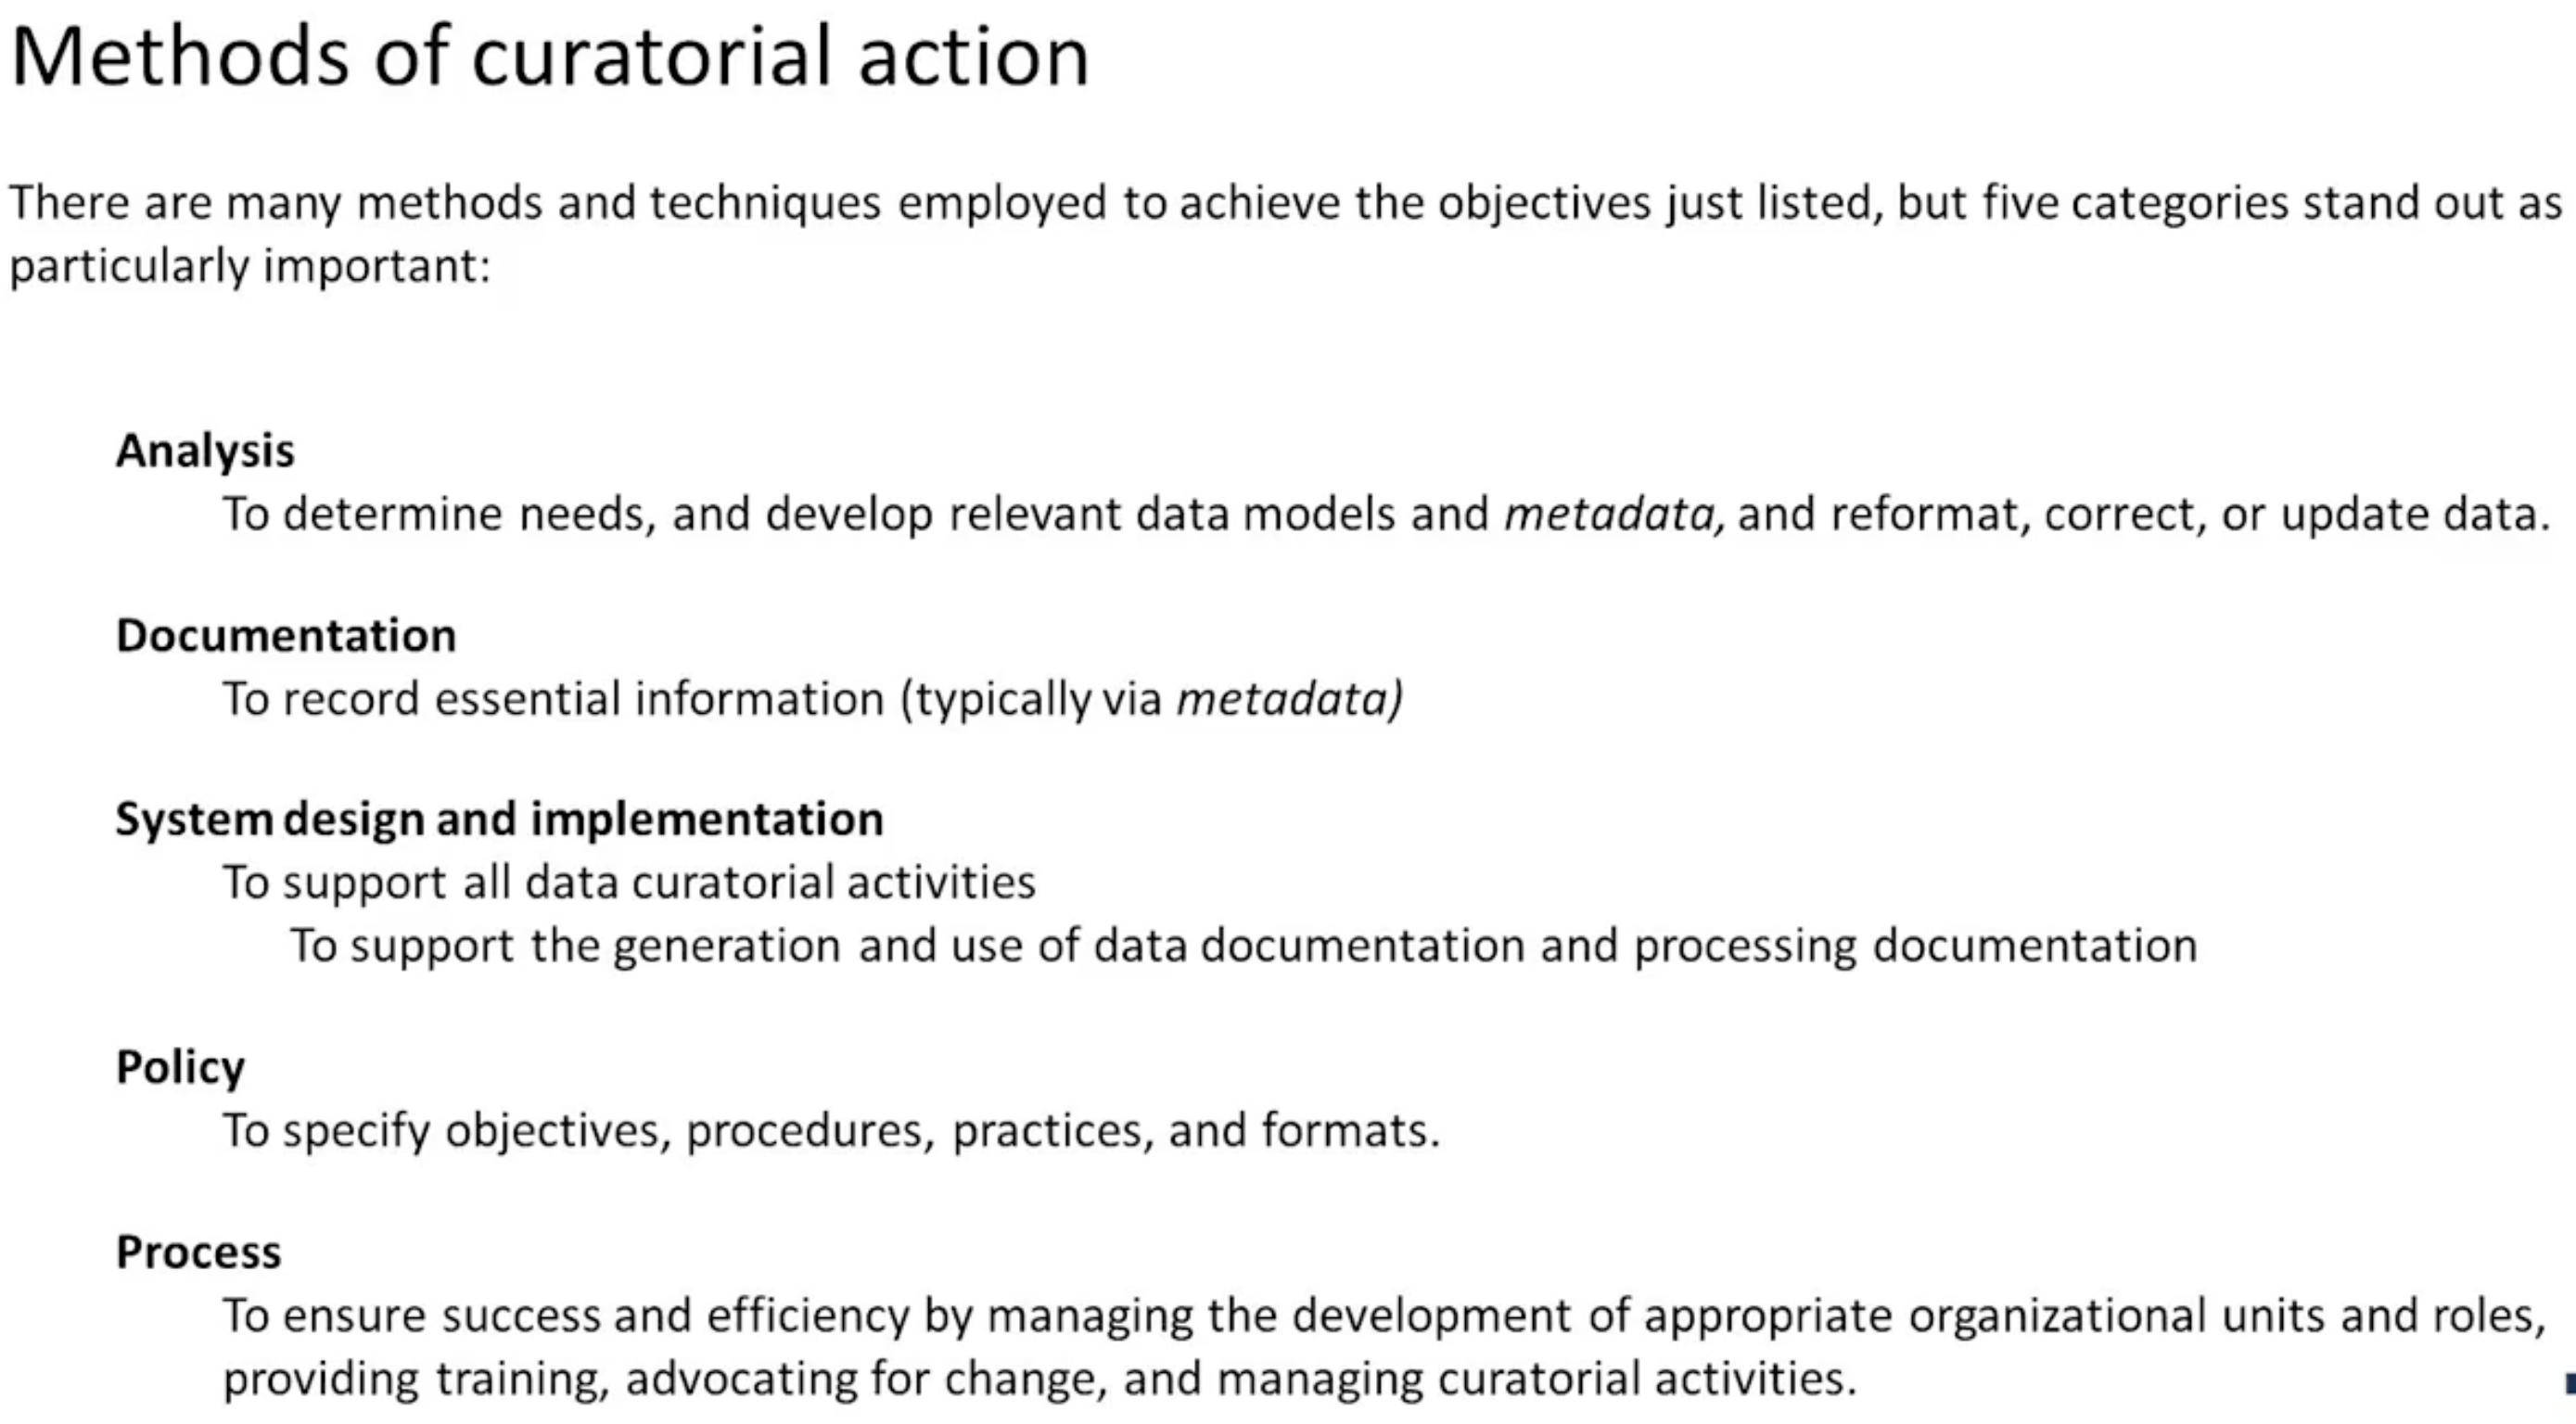 Methods of curatorial action
There are many methods and techniques employed to achieve the objectives just listed, but five categories stand out as
particularly important:
Analysis
To determine needs, and develop relevant data models and metadata, and reformat, correct, or update data.
Documentation
To record essential information (typically via metadata)
System design and implementation
To support all data curatorial activities
To support the generation and use of data documentation and processing documentation
Policy
To specify objectives, procedures, practices, and formats.
Process
To ensure success and efficiency by managing the development of appropriate organizational units and roles,
providing training, advocating for change, and managing curatorial activities.